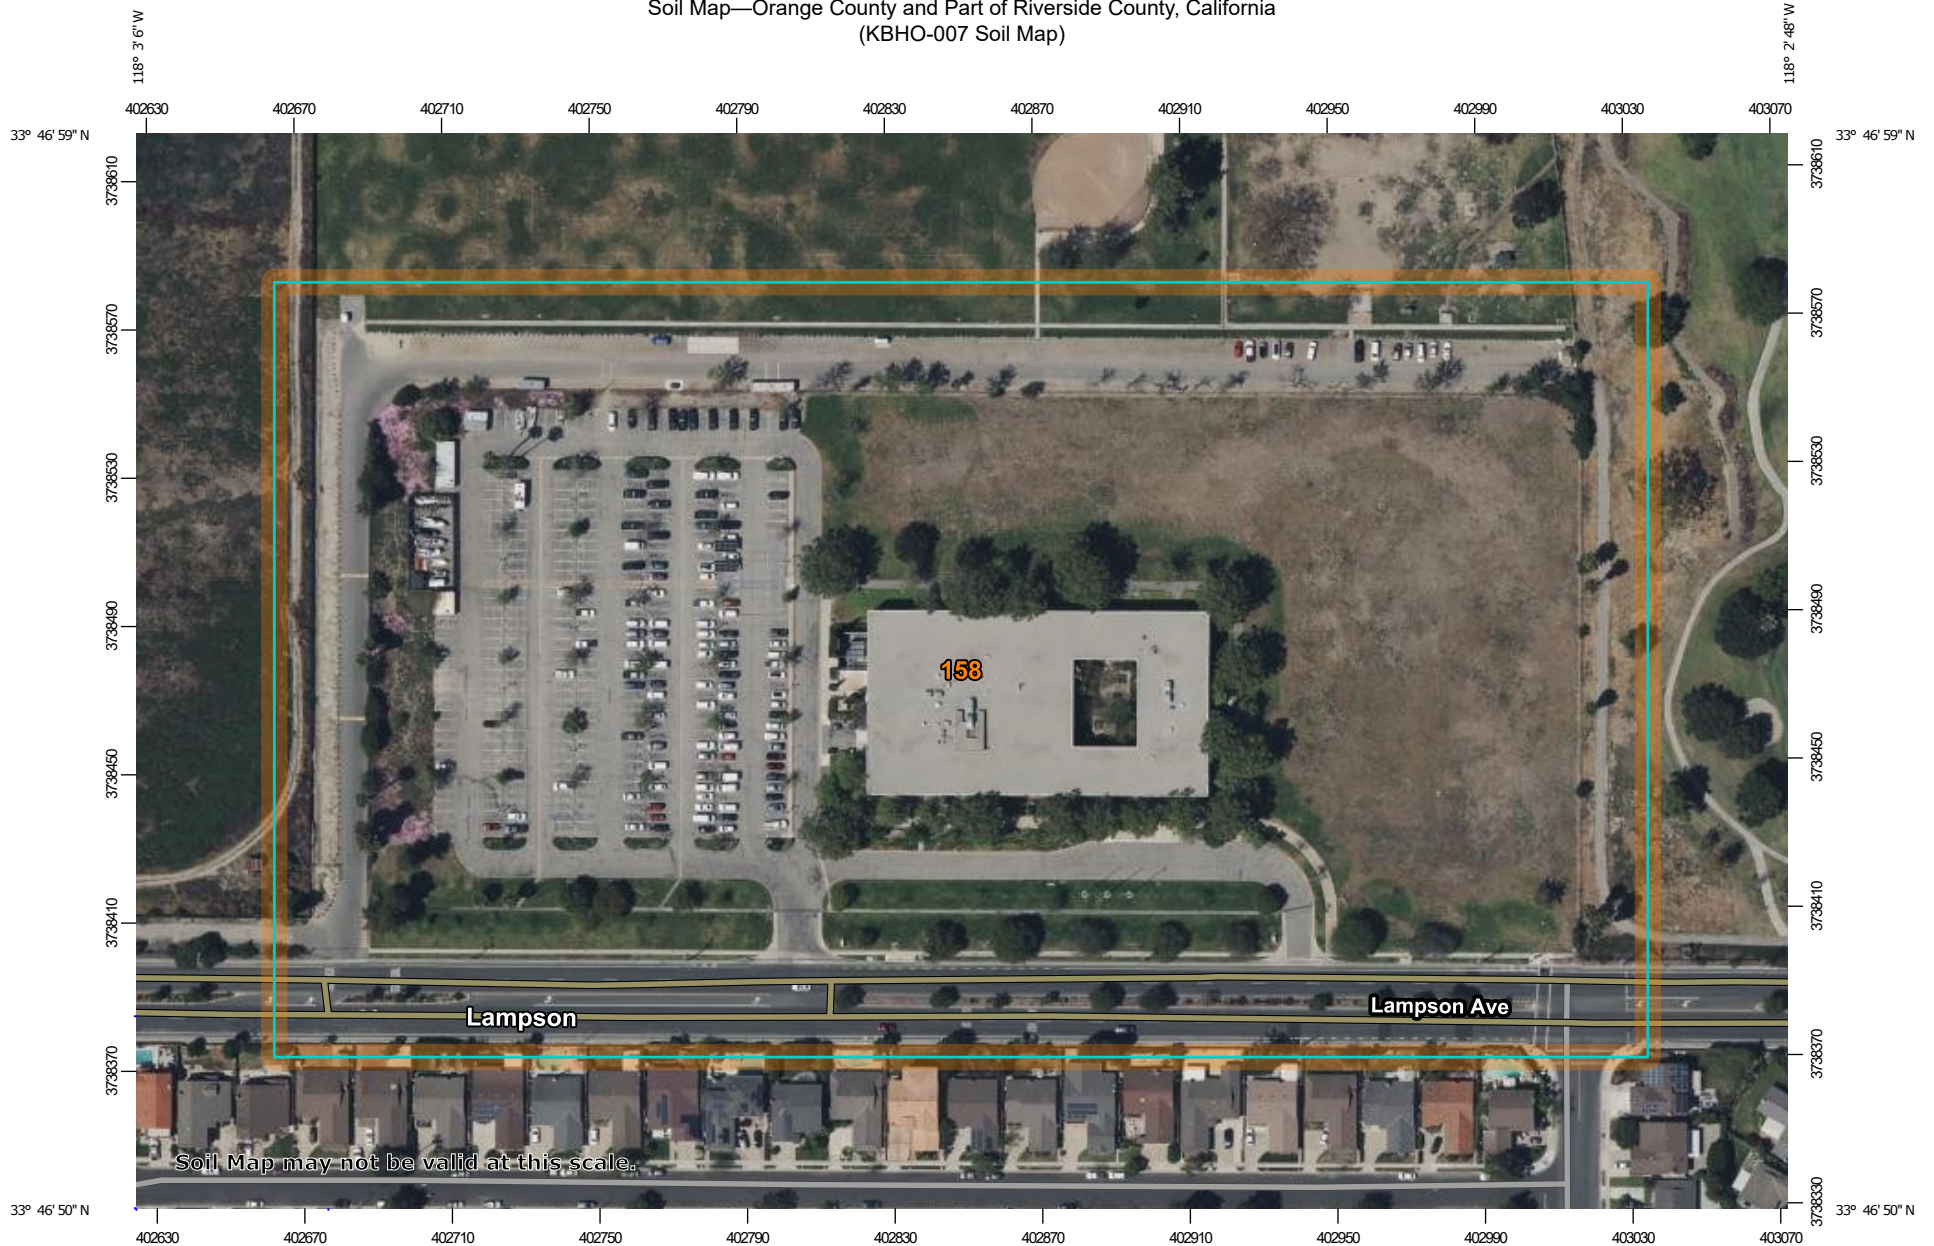 Soil Map—Orange County and Part of Riverside County, California
(KBHO-007 Soil Map)
118° 3' 6'' W
118° 2' 48'' W
402630 402670 402710 402750 402790 402830 402870 402910 402950 402990 403030 403070
33° 46' 59'' N
33° 46' 59'' N
3738610
3738610
3738570
3738570
3738530
3738530
3738490
3738490
158
3738450
3738450
3738410
3738410
Lampson Ave
Lampson
3738370
3738370
Soil Map may not be valid at this scale.
3738330
33° 46' 50'' N
33° 46' 50'' N
402630 402670 402710 402750 402790 402830 402870 402910 402950 402990 403030 403070